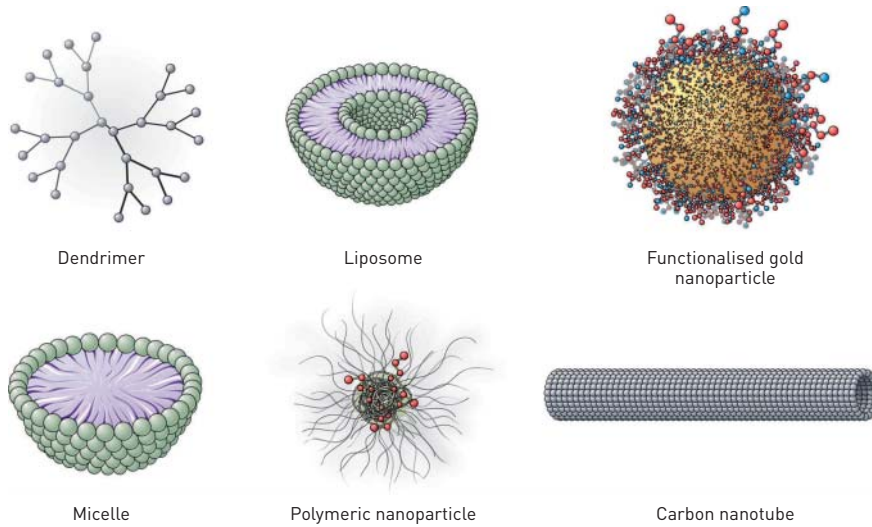 Dendrimer
Liposome
Functionalised gold
nanoparticle
Micelle
Polymeric nanoparticle
Carbon nanotube